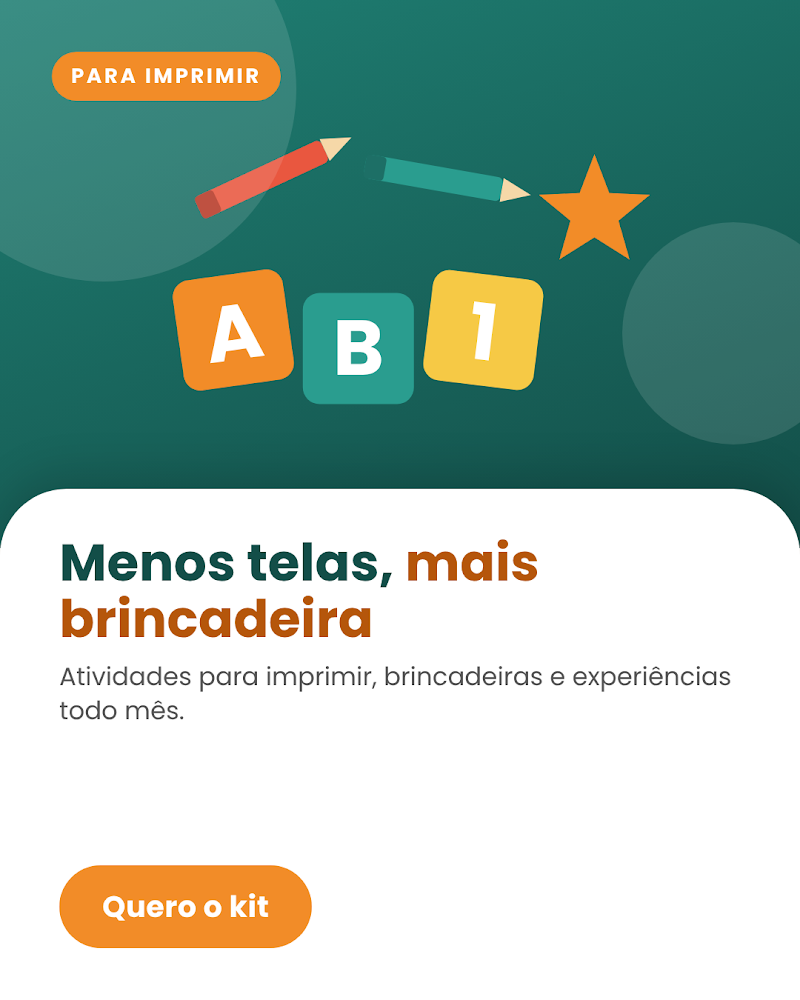 PARA IMPRIMIR
A B 1
Menos telas, mais
brincadeira
Atividades para imprimir, brincadeiras e experiências
todo mês.
Quero o kit